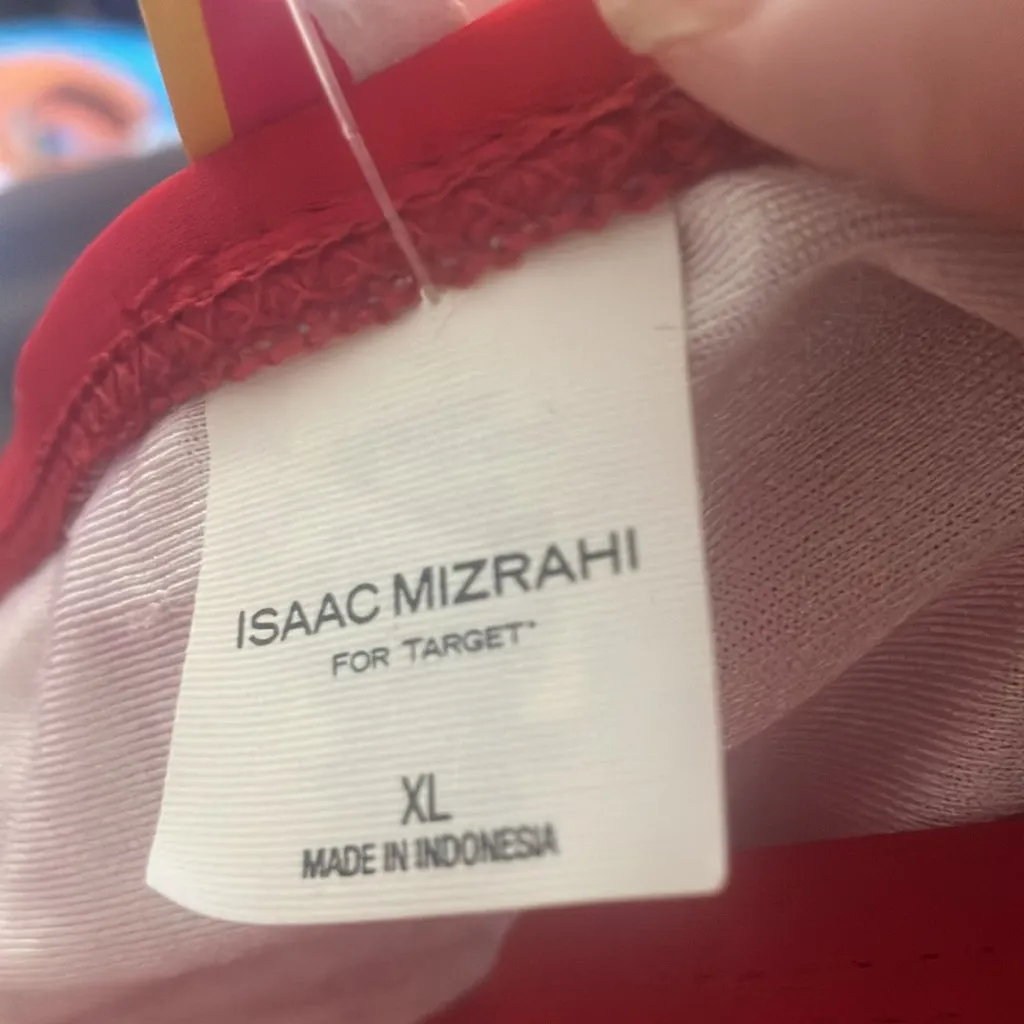 ISAAC MIZRAHI
FOR TARGET*
XL
MADE IN INDONESIA